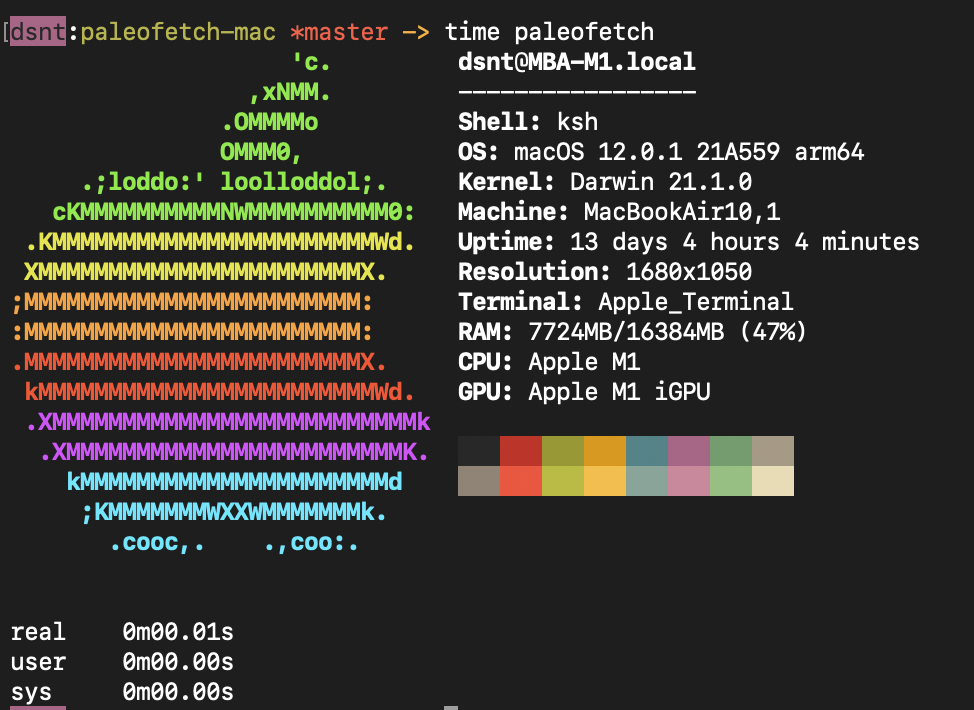 [dsnt:paleofetch-mac *master -> time paleofetch
                    'c.         dsnt@MBA-M1.local
                 ,xNMM.         -----------------
               .OMMMMo          Shell: ksh
               OMMM0,           OS: macOS 12.0.1 21A559 arm64
     .;loddo:' loolloddol;.     Kernel: Darwin 21.1.0
   cKMMMMMMMMMMNWMMMMMMMMMM0:   Machine: MacBookAir10,1
 .KMMMMMMMMMMMMMMMMMMMMMMMWd.   Uptime: 13 days 4 hours 4 minutes
 XMMMMMMMMMMMMMMMMMMMMMMMX.     Resolution: 1680x1050
;MMMMMMMMMMMMMMMMMMMMMMMM:      Terminal: Apple_Terminal
:MMMMMMMMMMMMMMMMMMMMMMMM:      RAM: 7724MB/16384MB (47%)
.MMMMMMMMMMMMMMMMMMMMMMMMX.     CPU: Apple M1
 kMMMMMMMMMMMMMMMMMMMMMMMMWd.   GPU: Apple M1 iGPU
 .XMMMMMMMMMMMMMMMMMMMMMMMMMMk
  .XMMMMMMMMMMMMMMMMMMMMMMMMK.
    kMMMMMMMMMMMMMMMMMMMMMMd
     ;KMMMMMMMWXXWMMMMMMMk.
       .cooc,.    .,coo:.
real    0m00.01s
user    0m00.00s
sys     0m00.00s